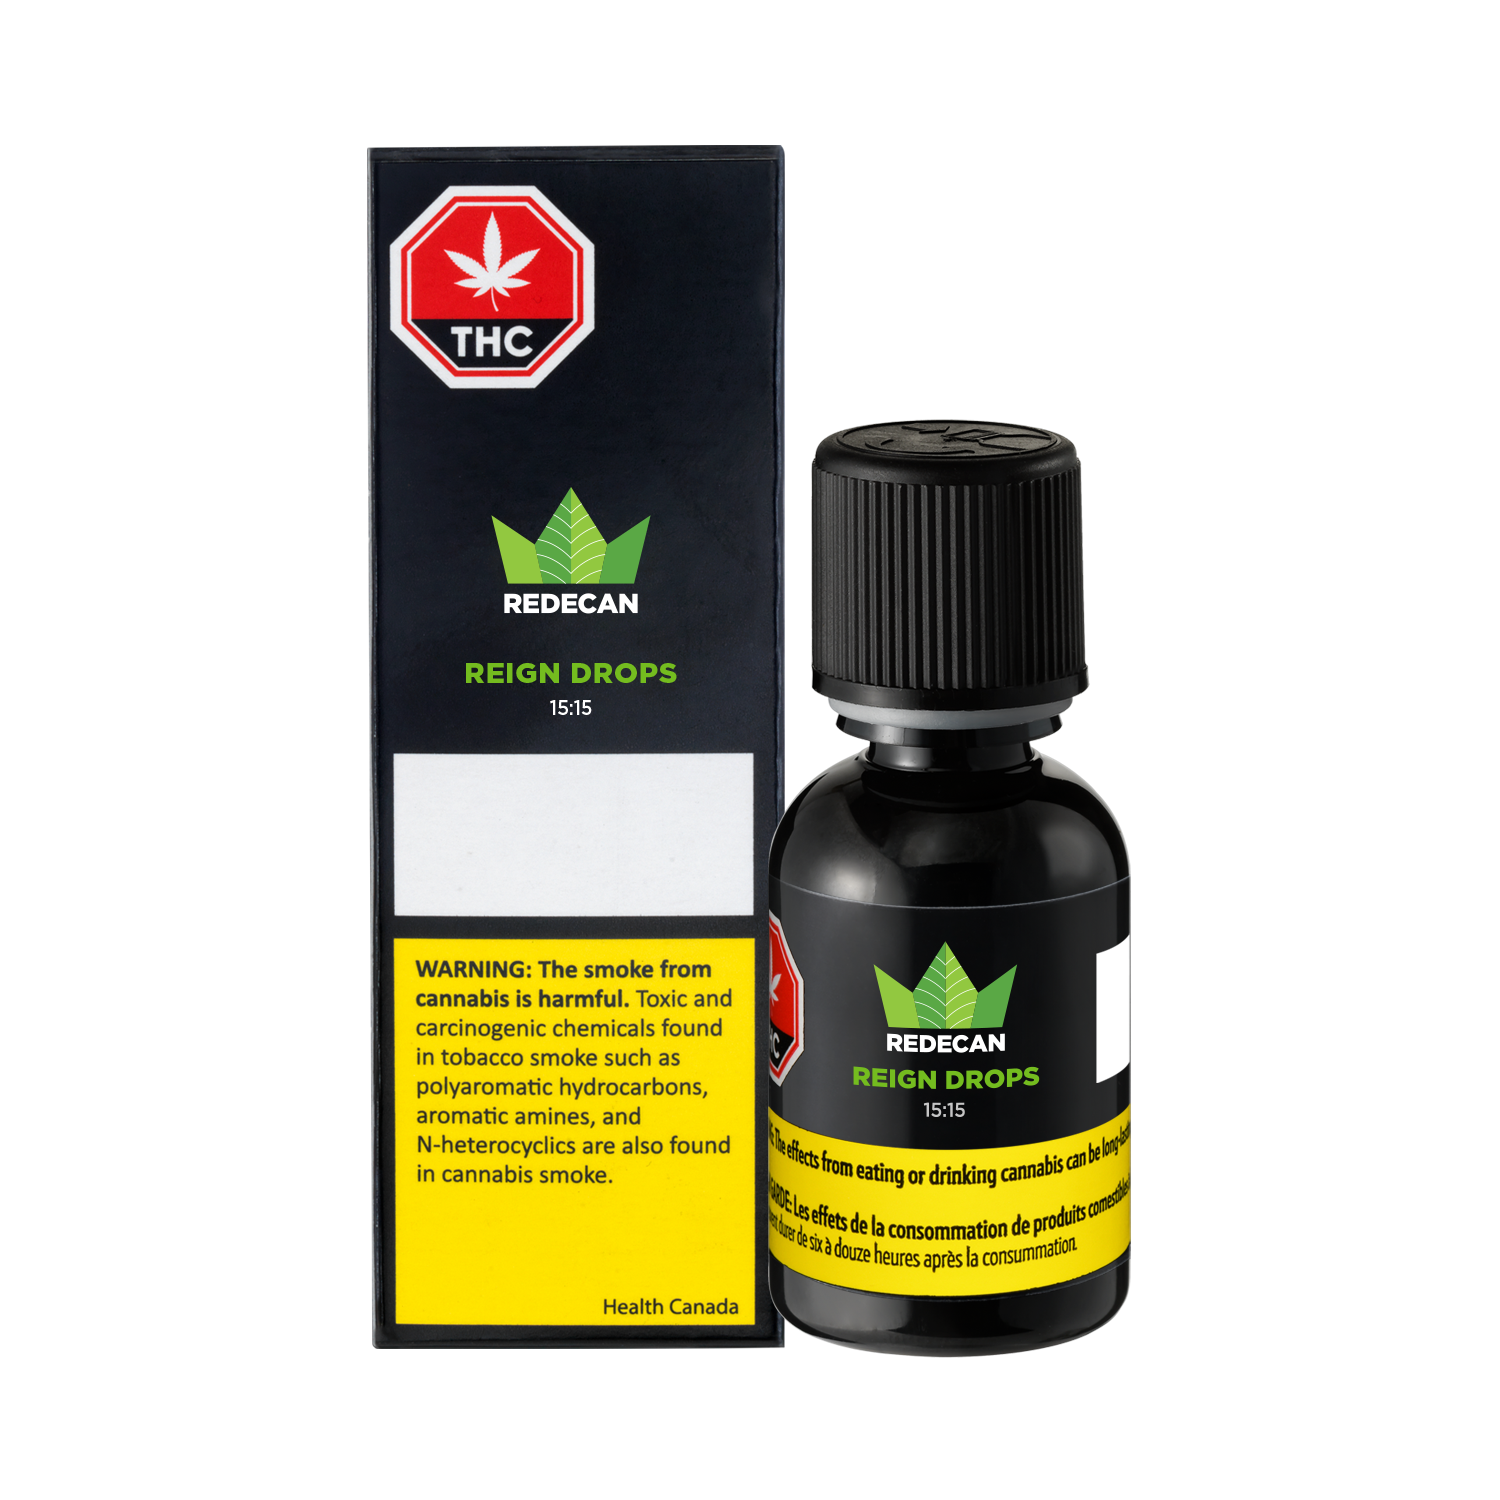 THC
REDECAN
REIGN DROPS
15:15
WARNING: The smoke from
cannabis is harmful. Toxic and
carcinogenic chemicals found
in tobacco smoke such as
polyaromatic hydrocarbons,
aromatic amines, and
N-heterocyclics are also found
in cannabis smoke.
Health Canada
REDECAN
REIGN DROPS
15:15
The effects from eating or drinking cannabis can be
Les effets de la consommation de produits
durer de six à douze heures après la consummation.